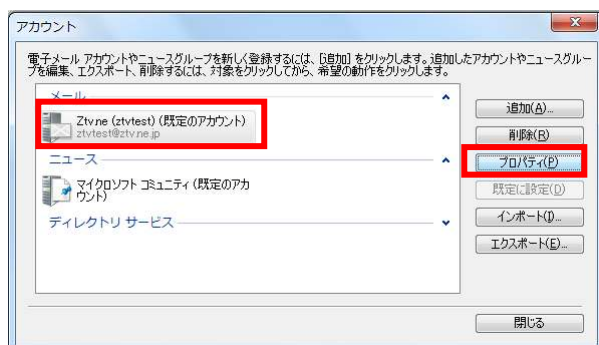 アカウント
電子メール アカウントやニュースグループを新しく登録するには、[追加] をクリックします。追加したアカウントやニュースグルー
プを編集、エクスポート、削除するには、対象をクリックしてから、希望の動作をクリックします。
メール
Ztv.ne (ztvtest) (既定のアカウント)
ztvtest@ztv.ne.jp
ニュース
マイクロソフト コミュニティ (既定のアカ
ウント)
ディレクトリ サービス
追加(A)...
削除(R)
プロパティ(P)
既定に設定(D)
インポート(I)...
エクスポート(E)...
閉じる